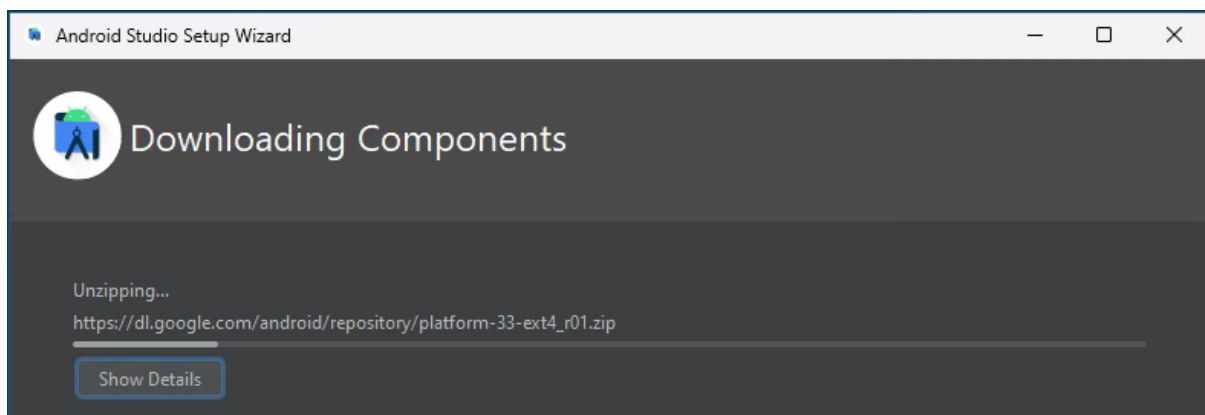 Android Studio Setup Wizard
Downloading Components
Unzipping...
https://dl.google.com/android/repository/platform-33-ext4_r01.zip
Show Details